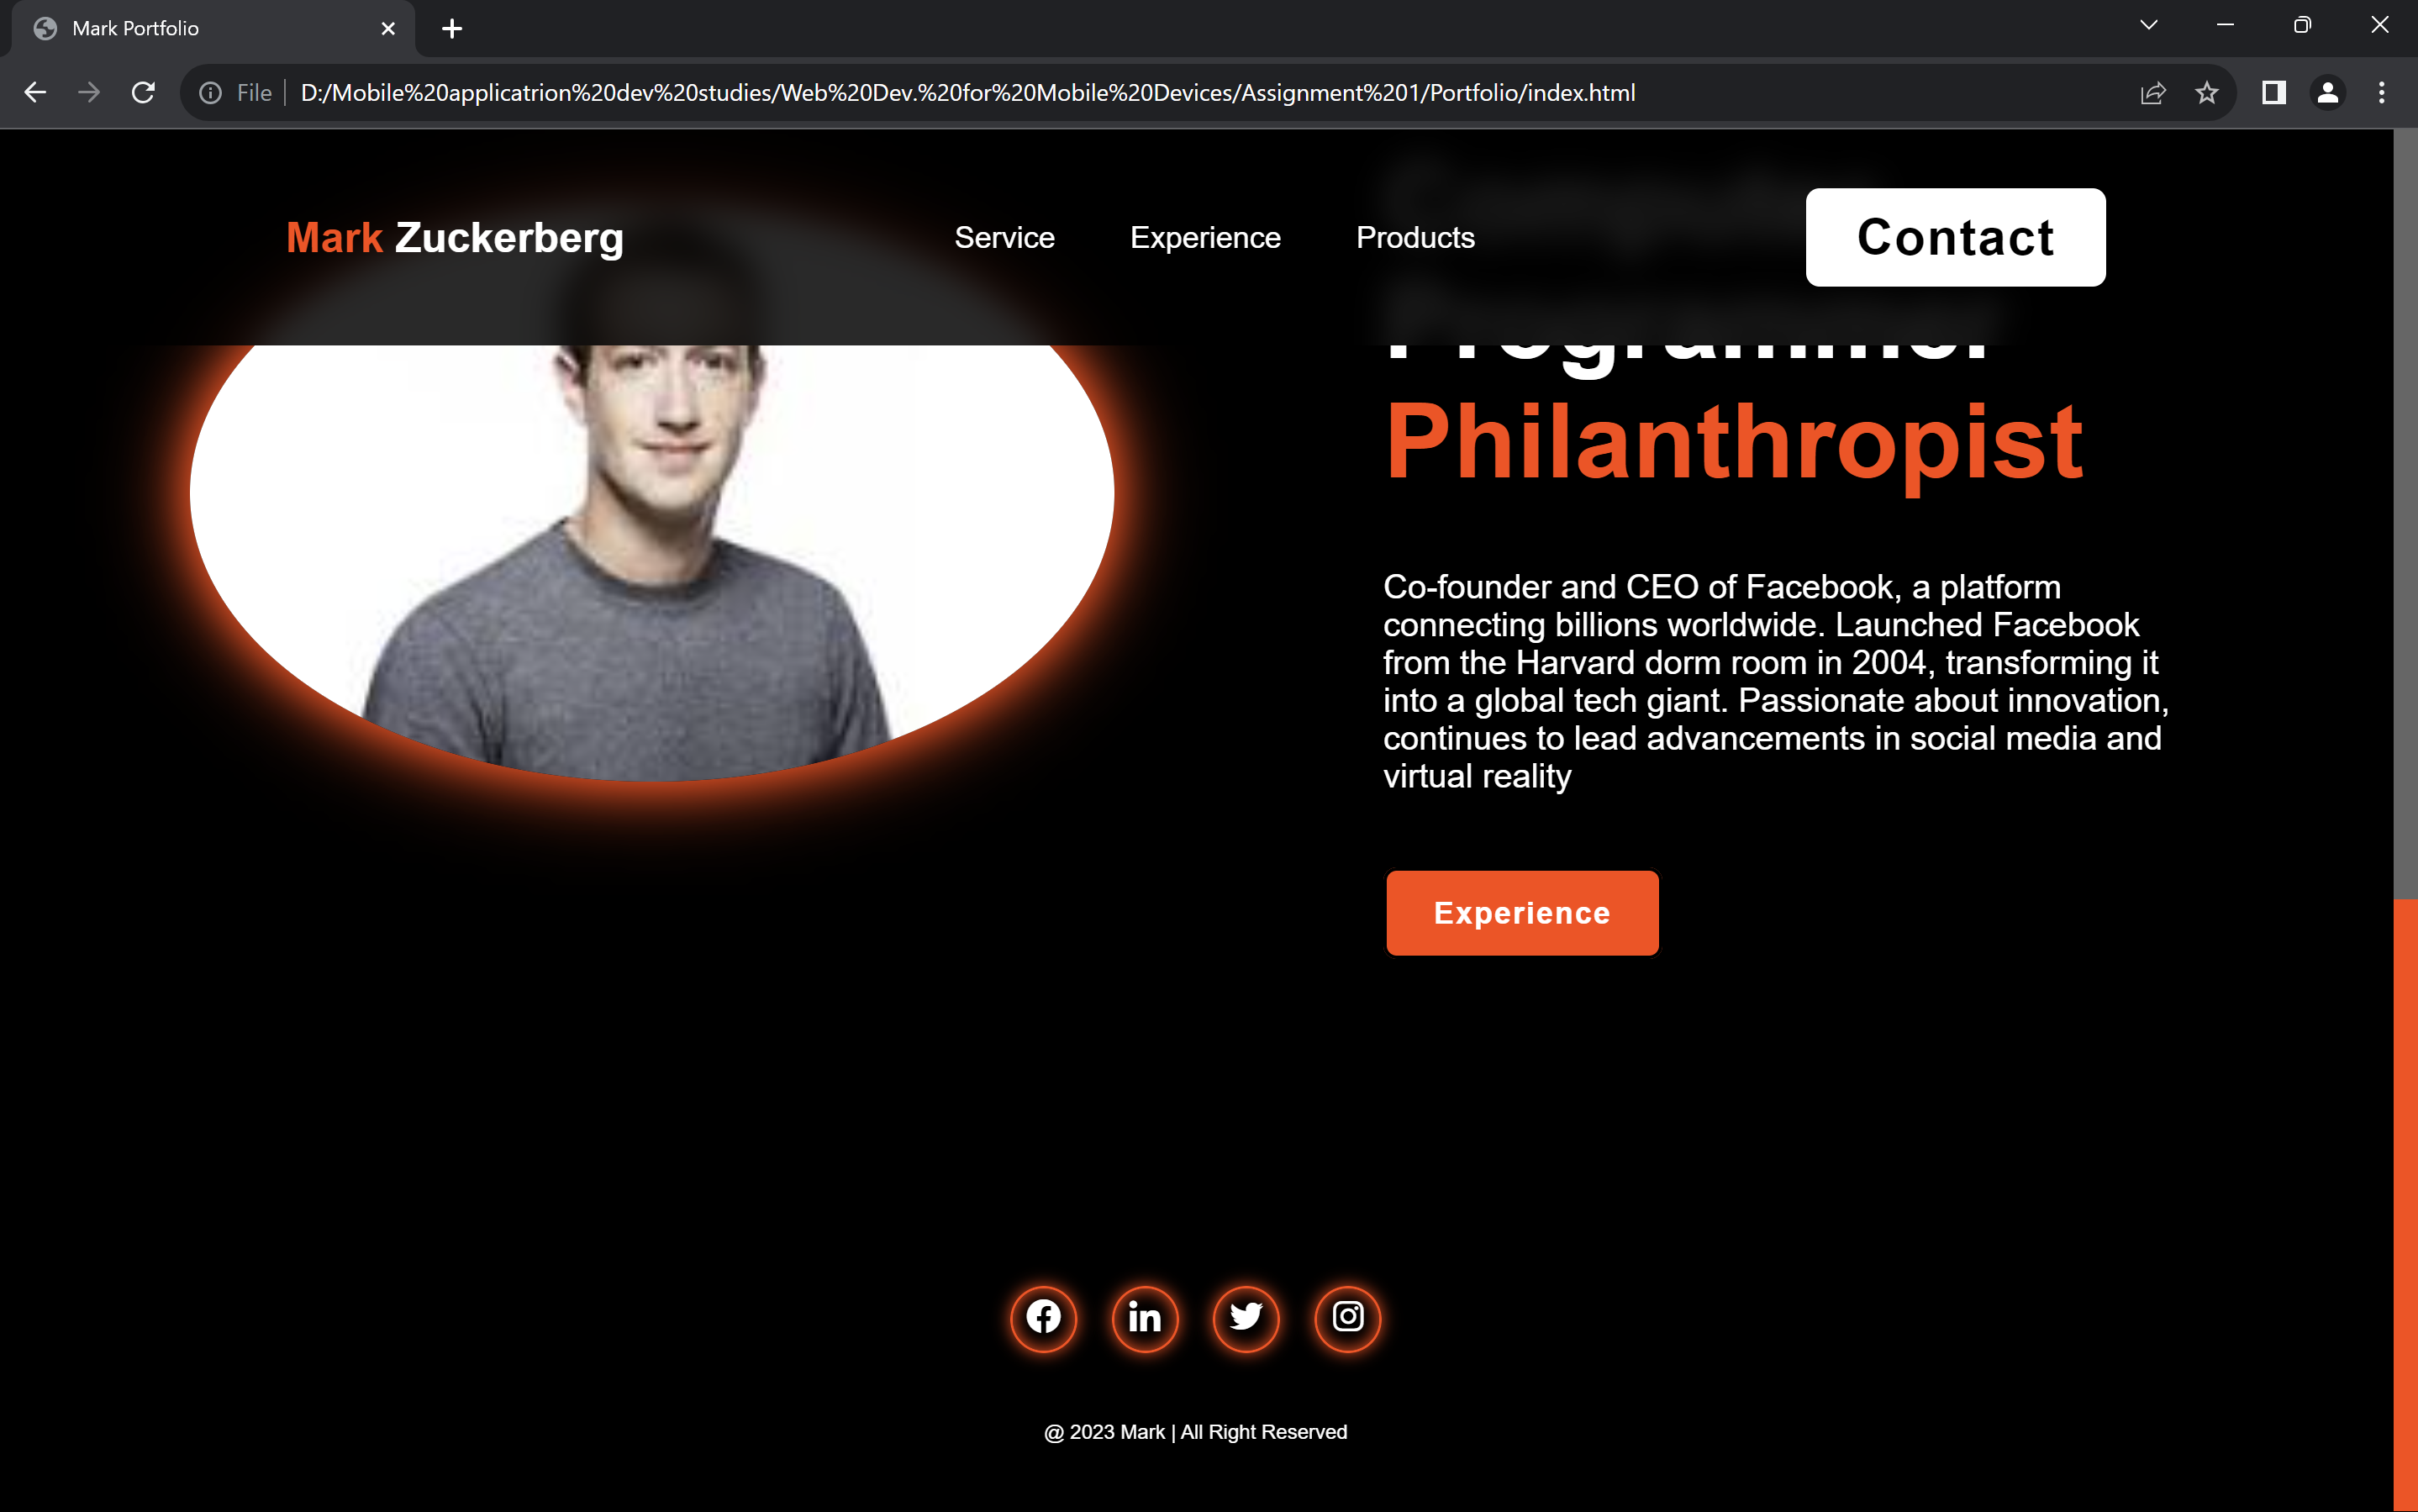 Mark Portfolio
File
D:/Mobile%20applicatrion%20dev%20studies/Web%20Dev.%20for%20Mobile%20Devices/Assignment%201/Portfolio/index.html
Mark Zuckerberg
Service
Experience
Products
Contact
Computer
Programmer
Philanthropist
Co-founder and CEO of Facebook, a platform
connecting billions worldwide. Launched Facebook
from the Harvard dorm room in 2004, transforming it
into a global tech giant. Passionate about innovation,
continues to lead advancements in social media and
virtual reality
Experience
@ 2023 Mark | All Right Reserved